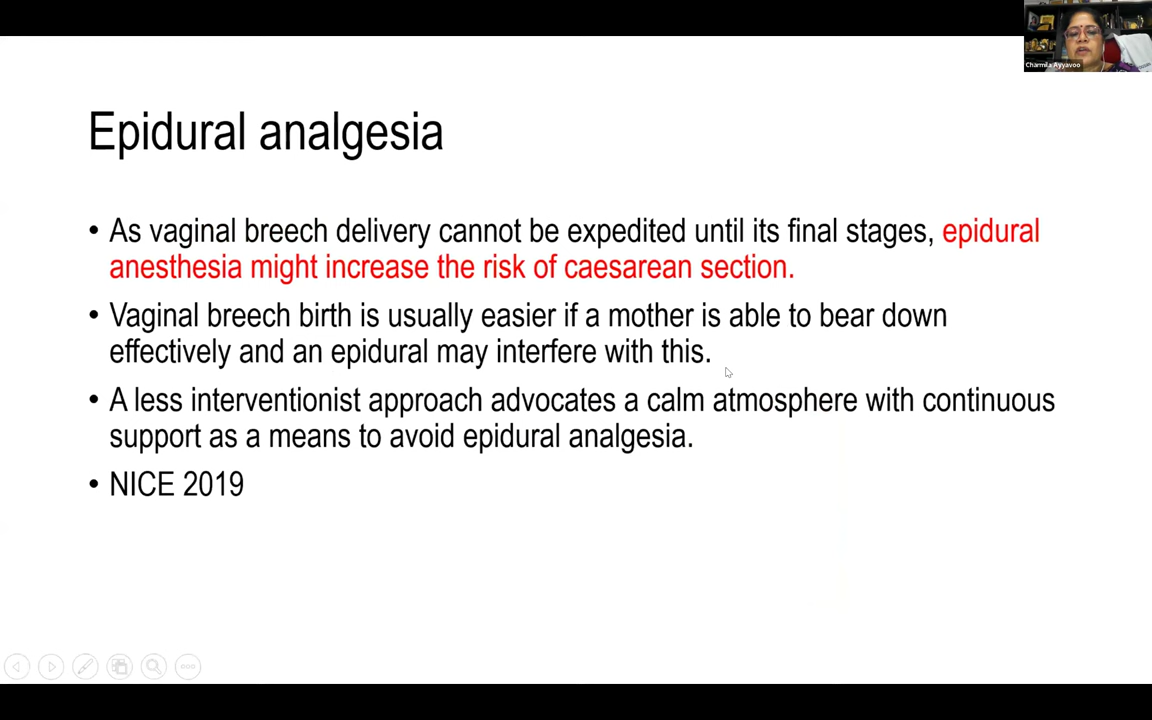 Charmila Ayyavoo
Epidural analgesia
• As vaginal breech delivery cannot be expedited until its final stages, epidural
anesthesia might increase the risk of caesarean section.
• Vaginal breech birth is usually easier if a mother is able to bear down
effectively and an epidural may interfere with this.
• A less interventionist approach advocates a calm atmosphere with continuous
support as a means to avoid epidural analgesia.
• NICE 2019